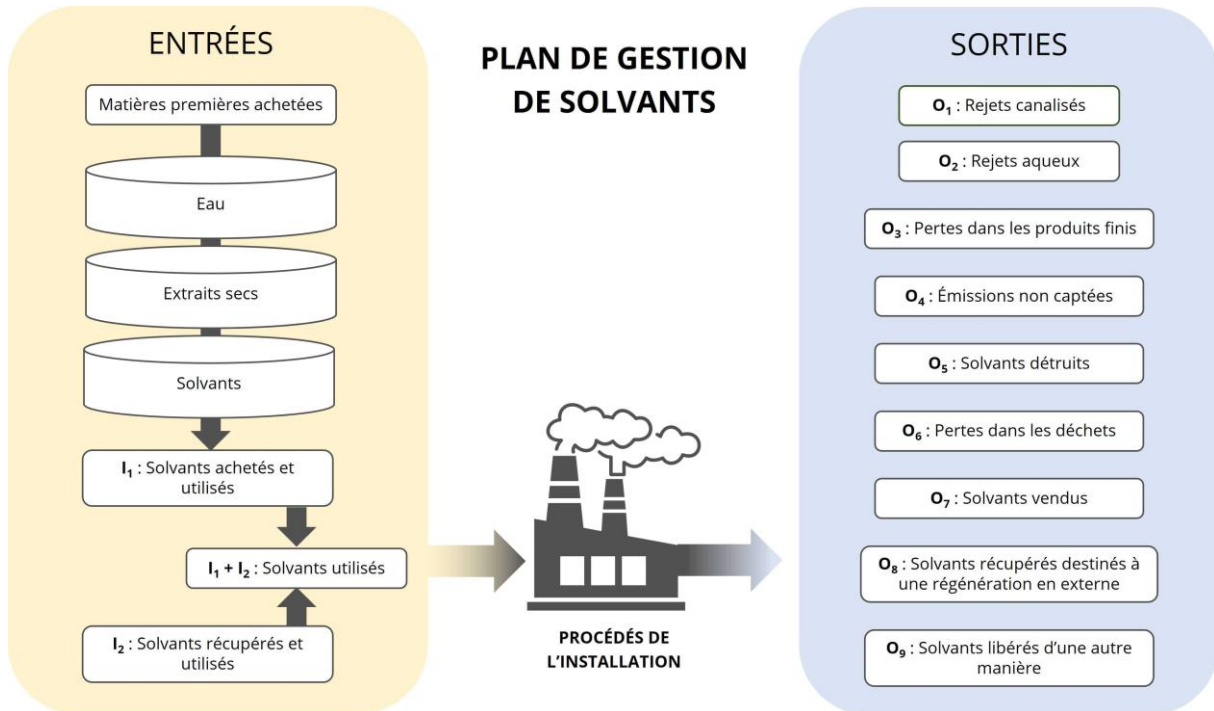 ENTRÉES
Matières premières achetées
Eau
Extraits secs
Solvants
I₁ : Solvants achetés et
utilisés
I₁ + I₂ : Solvants utilisés
I₂ : Solvants récupérés et
utilisés
PLAN DE GESTION
DE SOLVANTS
PROCÉDÉS DE
L'INSTALLATION
SORTIES
O₁ : Rejets canalisés
O₂ : Rejets aqueux
O₃ : Pertes dans les produits finis
O₄ : Émissions non captées
O₅ : Solvants détruits
O₆ : Pertes dans les déchets
O₇ : Solvants vendus
O₈ : Solvants récupérés destinés à
une régénération en externe
O₉ : Solvants libérés d'une autre
manière